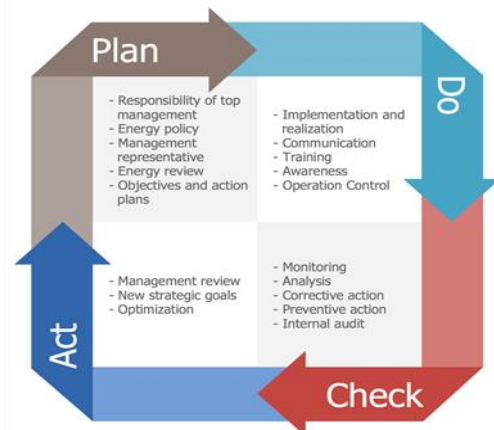 Plan
Do
- Responsibility of top
management
- Energy policy
- Management
representative
- Energy review
- Objectives and action
plans
- Implementation and
realization
- Communication
- Training
- Awareness
- Operation Control
- Management review
- New strategic goals
- Optimization
- Monitoring
- Analysis
- Corrective action
- Preventive action
- Internal audit
Act
Check